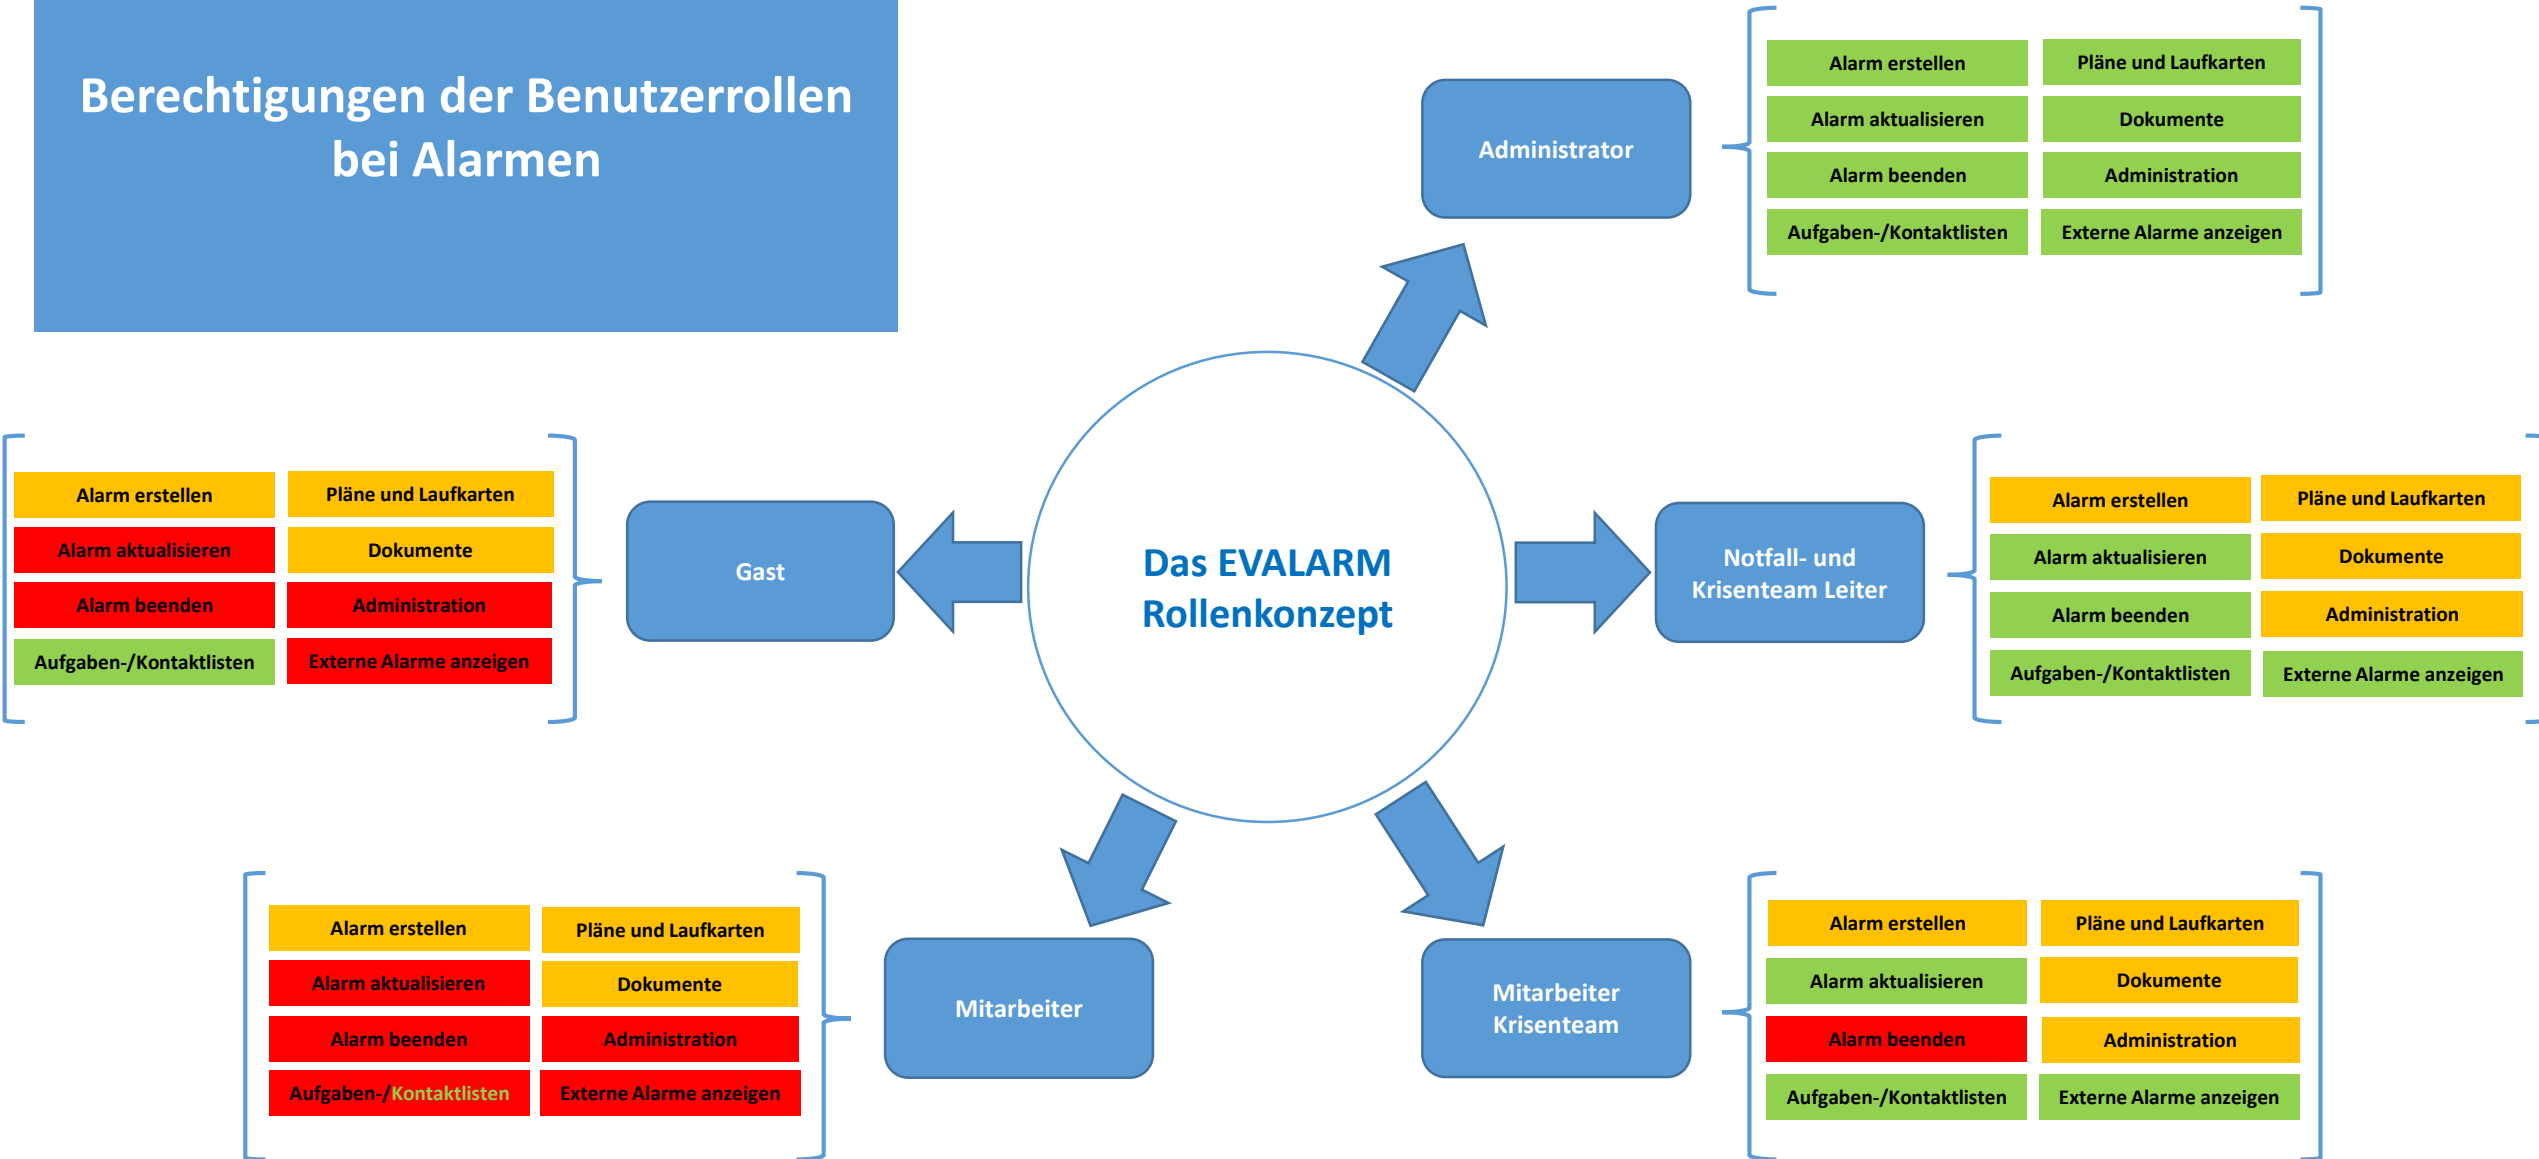 Berechtigungen der Benutzerrollen
bei Alarmen
Administrator
Alarm erstellen
Pläne und Laufkarten
Alarm aktualisieren
Dokumente
Alarm beenden
Administration
Aufgaben-/Kontaktlisten
Externe Alarme anzeigen
Alarm erstellen
Pläne und Laufkarten
Alarm aktualisieren
Dokumente
Alarm beenden
Administration
Aufgaben-/Kontaktlisten
Externe Alarme anzeigen
Gast
Das EVALARM
Rollenkonzept
Notfall- und
Krisenteam Leiter
Alarm erstellen
Pläne und Laufkarten
Alarm aktualisieren
Dokumente
Alarm beenden
Administration
Aufgaben-/Kontaktlisten
Externe Alarme anzeigen
Alarm erstellen
Pläne und Laufkarten
Alarm aktualisieren
Dokumente
Alarm beenden
Administration
Aufgaben-/Kontaktlisten
Externe Alarme anzeigen
Mitarbeiter
Mitarbeiter
Krisenteam
Alarm erstellen
Pläne und Laufkarten
Alarm aktualisieren
Dokumente
Alarm beenden
Administration
Aufgaben-/Kontaktlisten
Externe Alarme anzeigen